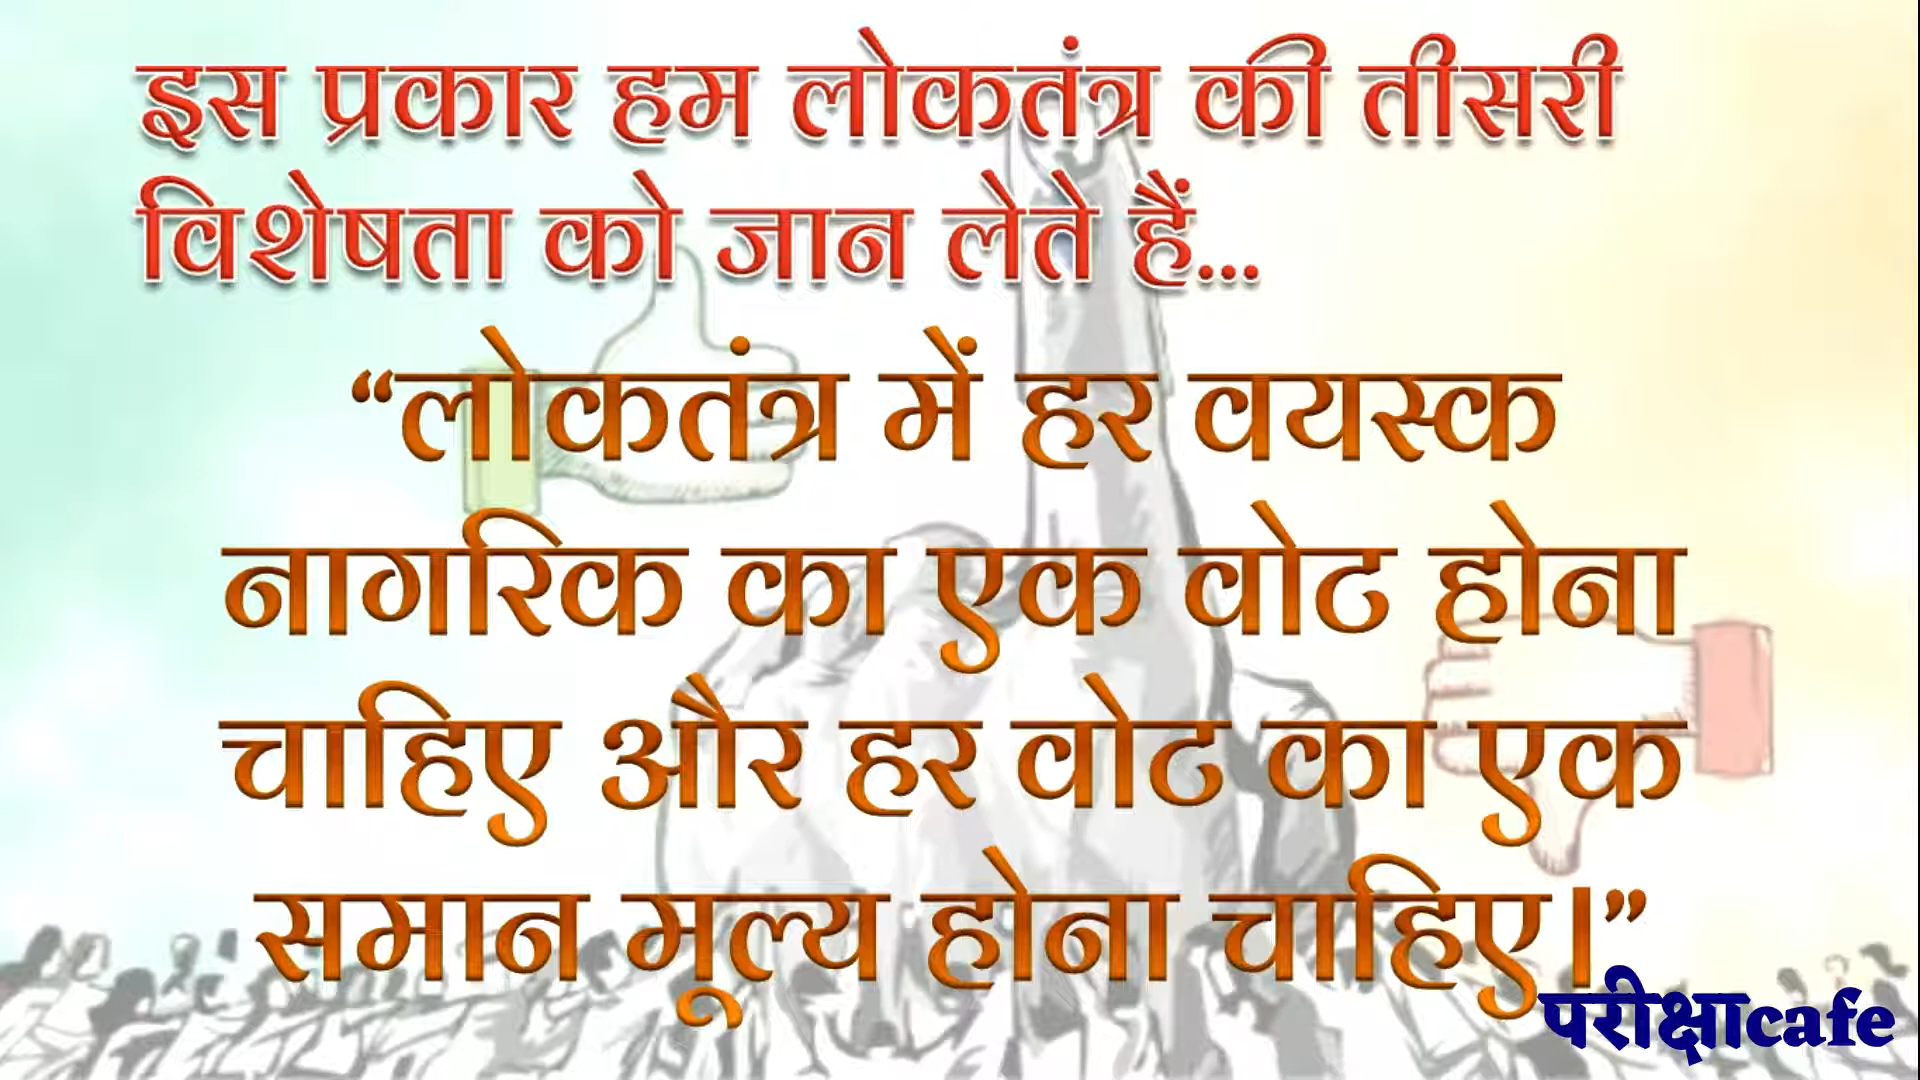 इस प्रकार हम लोकतंत्र की तीसरी
विशेषता को जान लेते हैं...
“लोकतंत्र में हर वयस्क
नागरिक का एक वोट होना
चाहिए और हर वोट का एक
समान मूल्य होना चाहिए।”
परीक्षाcafe